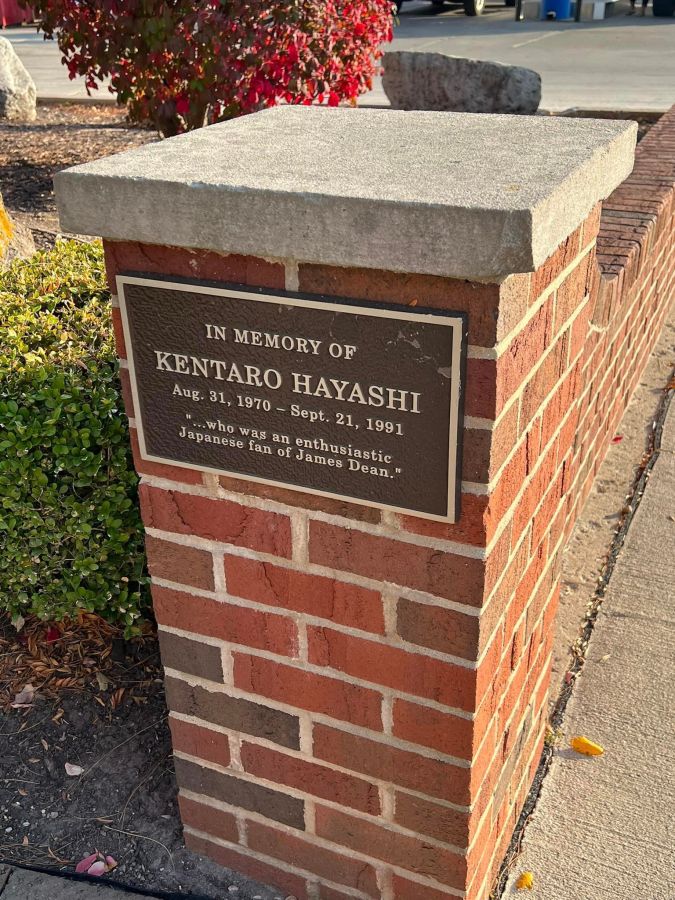 IN MEMORY OF
KENTARO HAYASHI
Aug. 31, 1970 – Sept. 21, 1991
"...who was an enthusiastic
Japanese fan of James Dean."